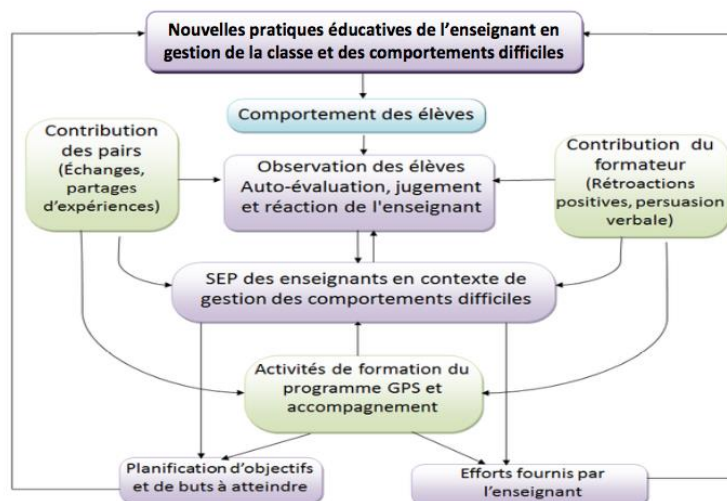 Nouvelles pratiques éducatives de l'enseignant en
gestion de la classe et des comportements difficiles
Comportement des élèves
Contribution
des pairs
(Échanges,
partages
d'expériences)
Observation des élèves
Auto-évaluation, jugement
et réaction de l'enseignant
Contribution du
formateur
(Rétroactions
positives, persuasion
verbale)
SEP des enseignants en contexte de
gestion des comportements difficiles
Activités de formation du
programme GPS et
accompagnement
Planification d'objectifs
et de buts à atteindre
Efforts fournis par
l'enseignant